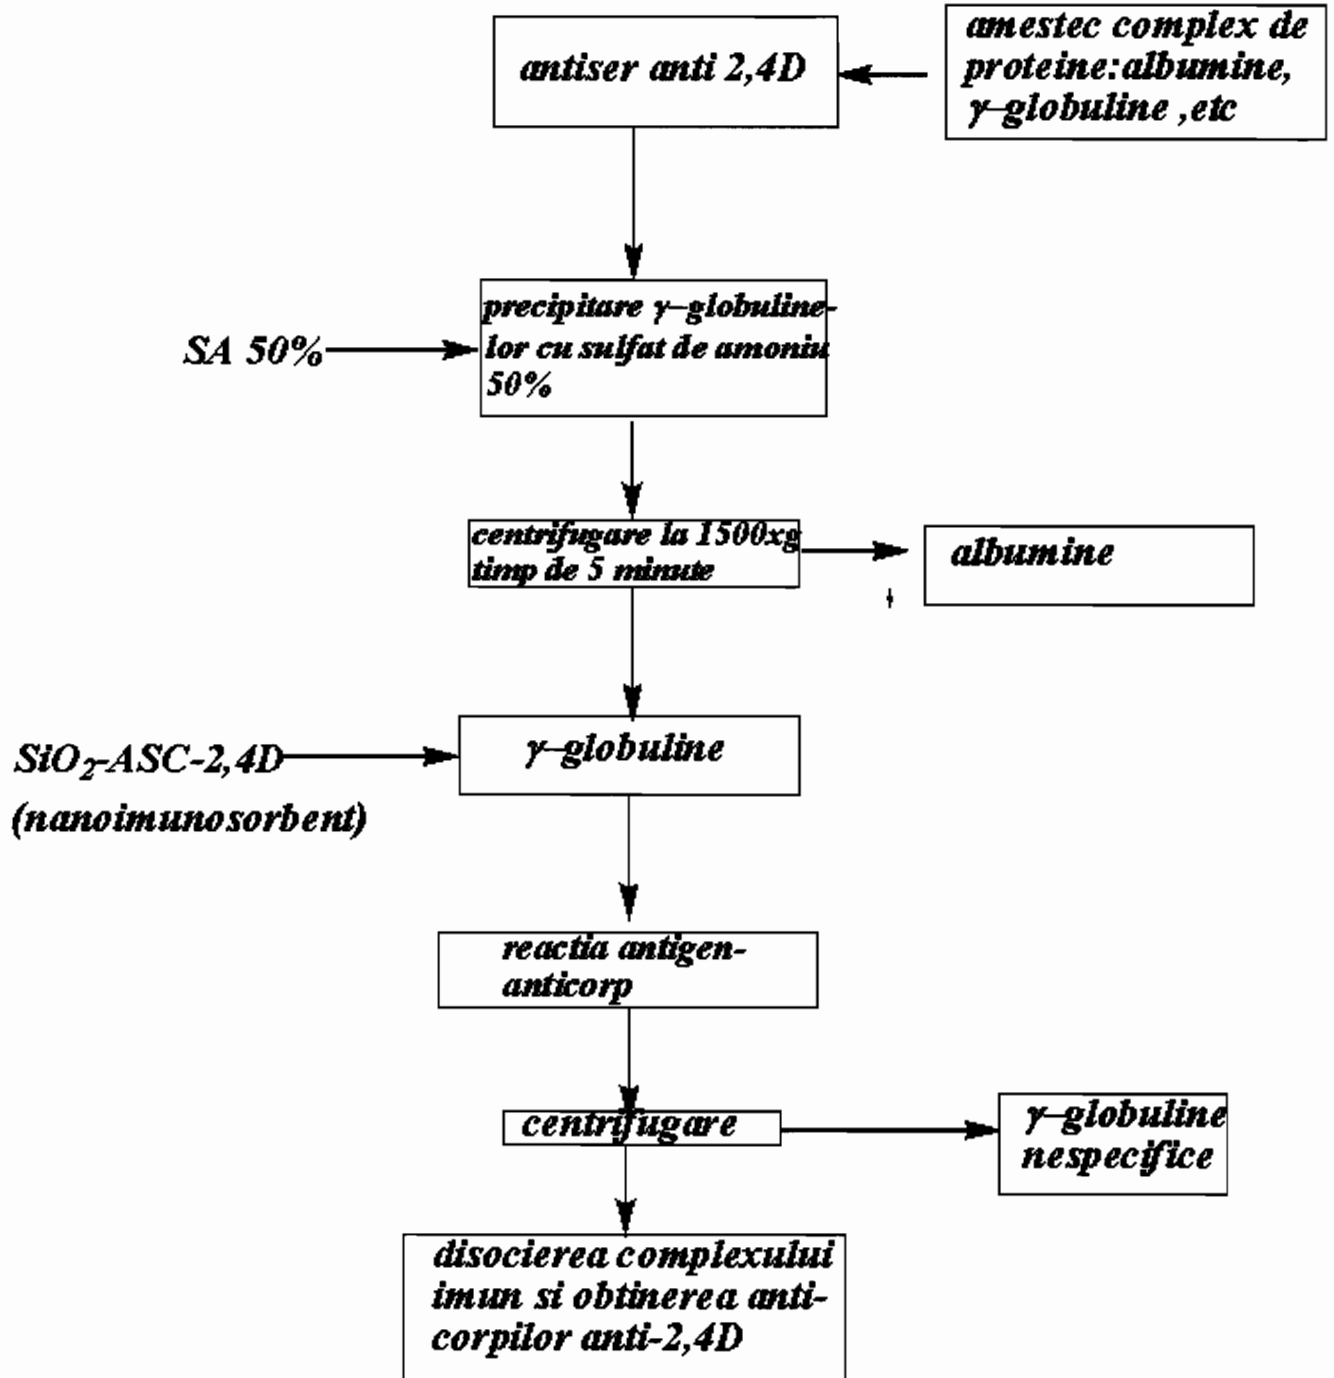 antiser anti 2,4D
amestec complex de
proteine:albumine,
γ–globuline ,etc
precipitare γ–globuline-
lor cu sulfat de amoniu
50%
SA 50%
centrifugare la 1500xg
timp de 5 minute
albumine
γ–globuline
SiO₂-ASC-2,4D
(nanoimunosorbent)
reactia antigen-
anticorp
centrifugare
γ–globuline
nespecifice
disocierea complexului
imun si obtinerea anti-
corpilor anti-2,4D